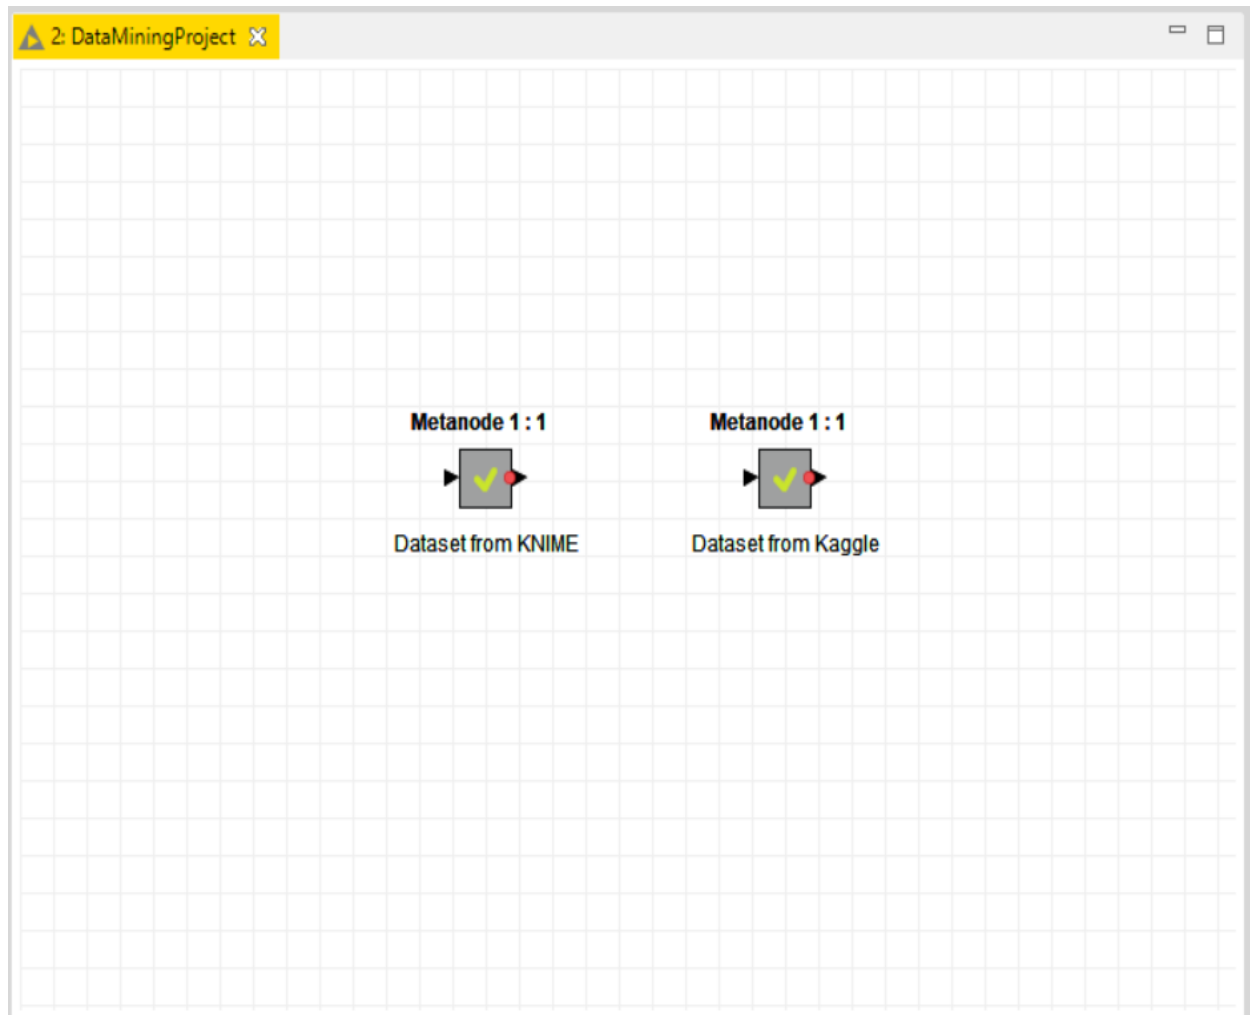 2: DataMiningProject
Metanode 1 : 1
Metanode 1 : 1
Dataset from KNIME
Dataset from Kaggle